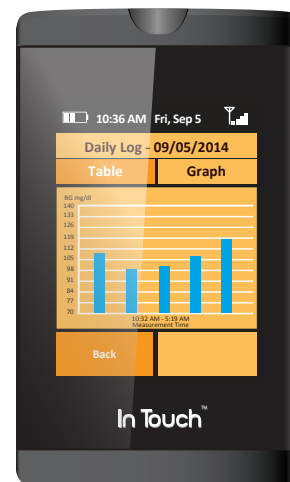 10:36 AM Fri, Sep 5
Daily Log - 09/05/2014
Table Graph
BG mg/dl
140
133
126
119
112
105
98
91
84
77
70
10:32 AM - 5:19 AM
Measurement Time
Back
In Touch™